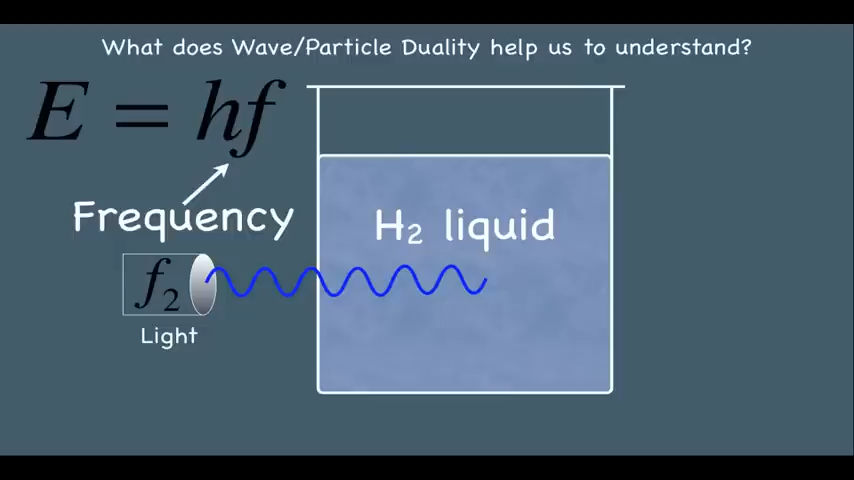 What does Wave/Particle Duality help us to understand?
E = hf
Frequency
H₂ liquid
f₂
Light